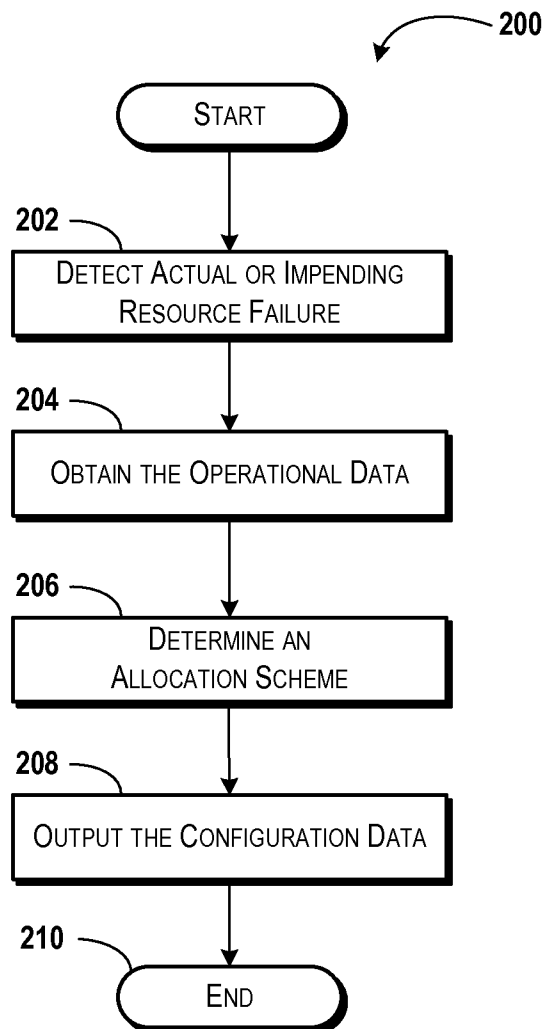 200
START
202
DETECT ACTUAL OR IMPENDING
RESOURCE FAILURE
204
OBTAIN THE OPERATIONAL DATA
206
DETERMINE AN
ALLOCATION SCHEME
208
OUTPUT THE CONFIGURATION DATA
210
END